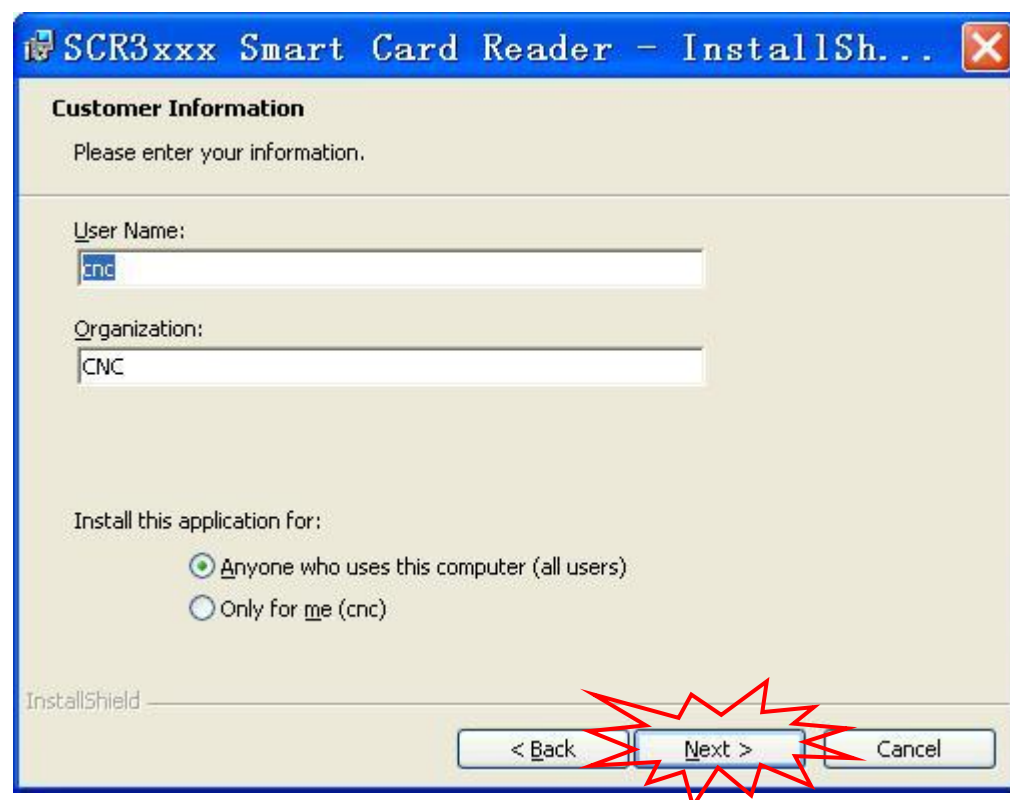 SCR3xxx Smart Card Reader - InstallSh...
Customer Information
Please enter your information.
User Name:
cnc
Organization:
CNC
Install this application for:
Anyone who uses this computer (all users)
Only for me (cnc)
InstallShield
< Back Next > Cancel